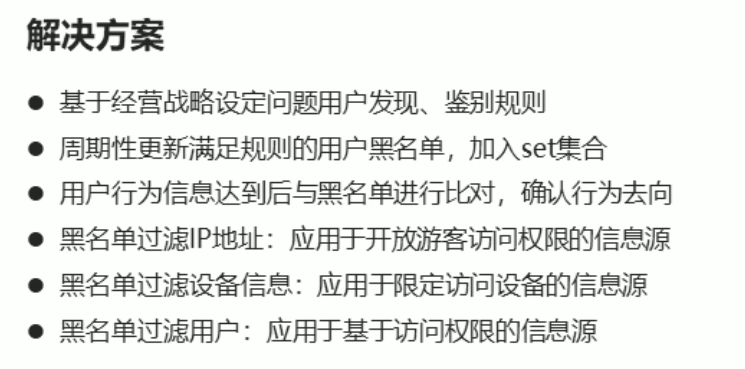 解决方案
● 基于经营战略设定问题用户发现、鉴别规则
● 周期性更新满足规则的用户黑名单，加入set集合
● 用户行为信息达到后与黑名单进行比对，确认行为去向
● 黑名单过滤IP地址：应用于开放游客访问权限的信息源
● 黑名单过滤设备信息：应用于限定访问设备的信息源
● 黑名单过滤用户：应用于基于访问权限的信息源